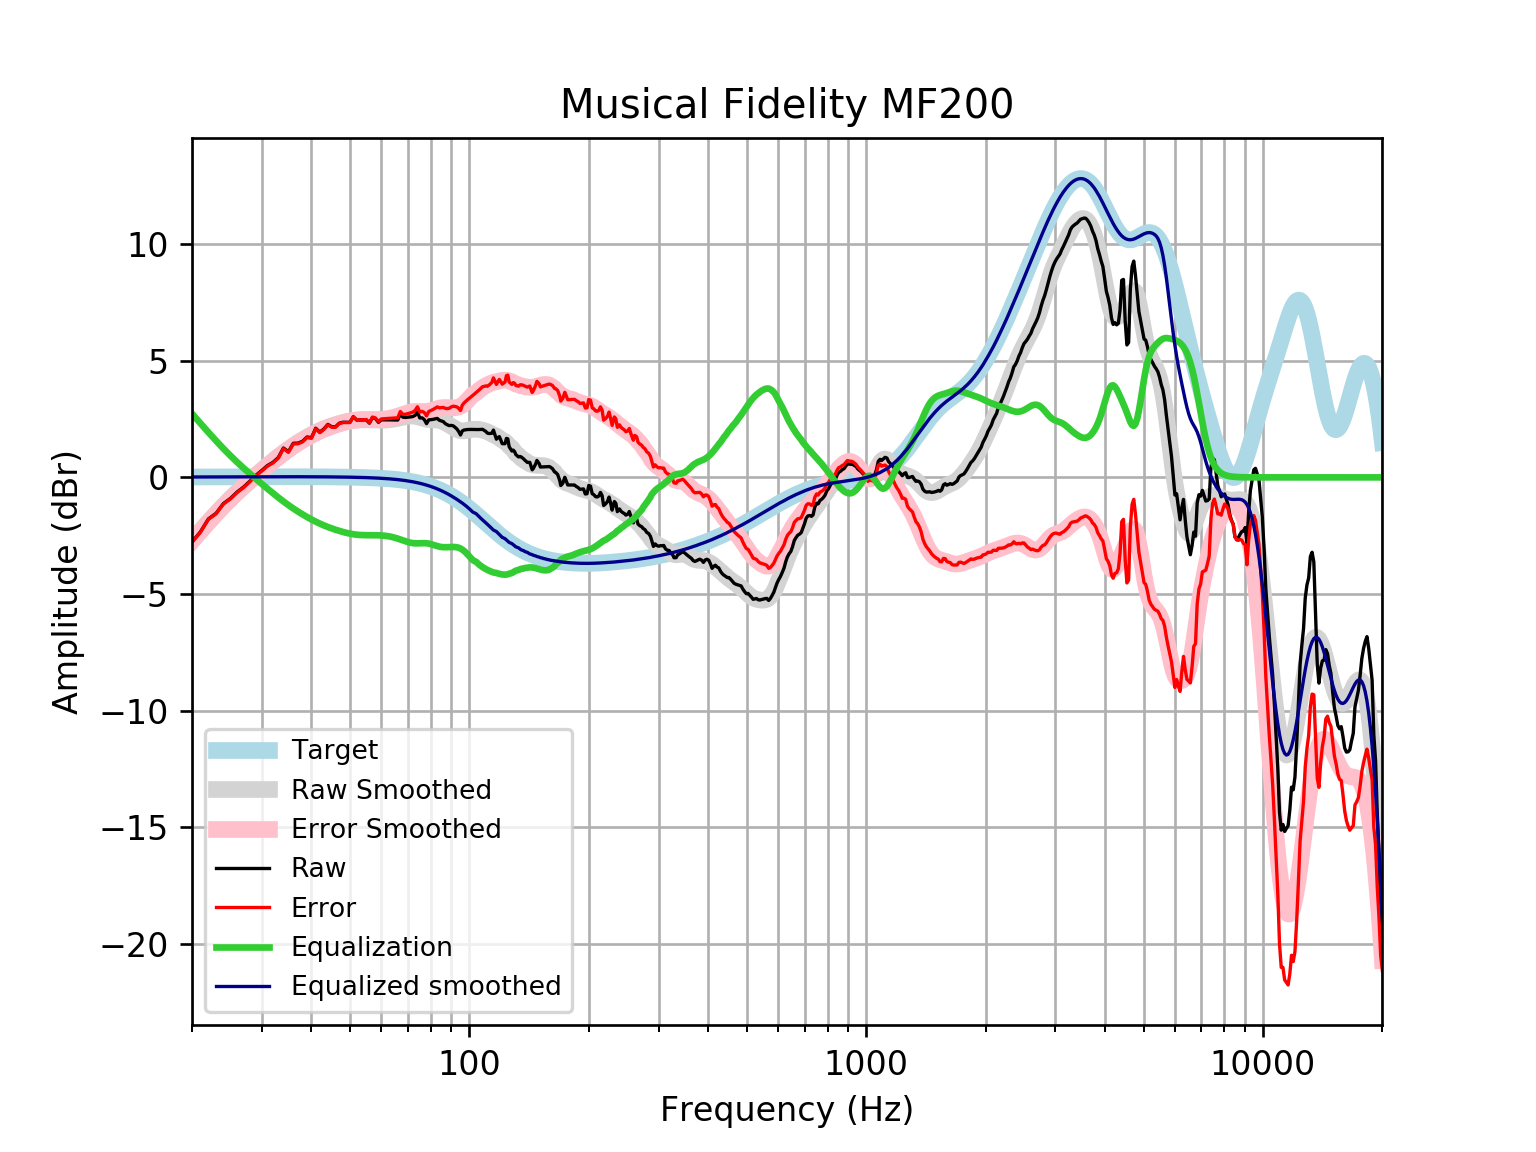 Musical Fidelity MF200
Amplitude (dBr)
10
5
0
−5
−10
−15
−20
Target
Raw Smoothed
Error Smoothed
Raw
Error
Equalization
Equalized smoothed
100
1000
10000
Frequency (Hz)